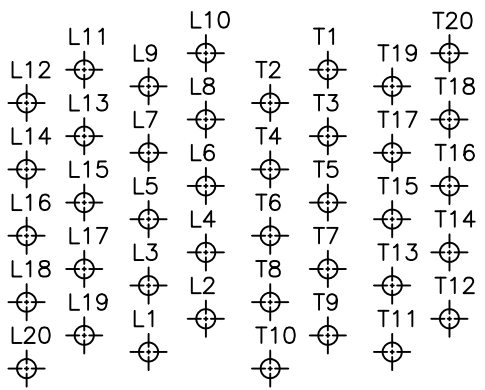 L10 T20
L11 T1
L9 T19
L12 T2
L8 T18
L13 T3
L7 T17
L14 T4
L6 T16
L15 T5
L5 T15
L16 T6
L4 T14
L17 T7
L3 T13
L18 T8
L2 T12
L19 T9
L1 T11
L20 T10